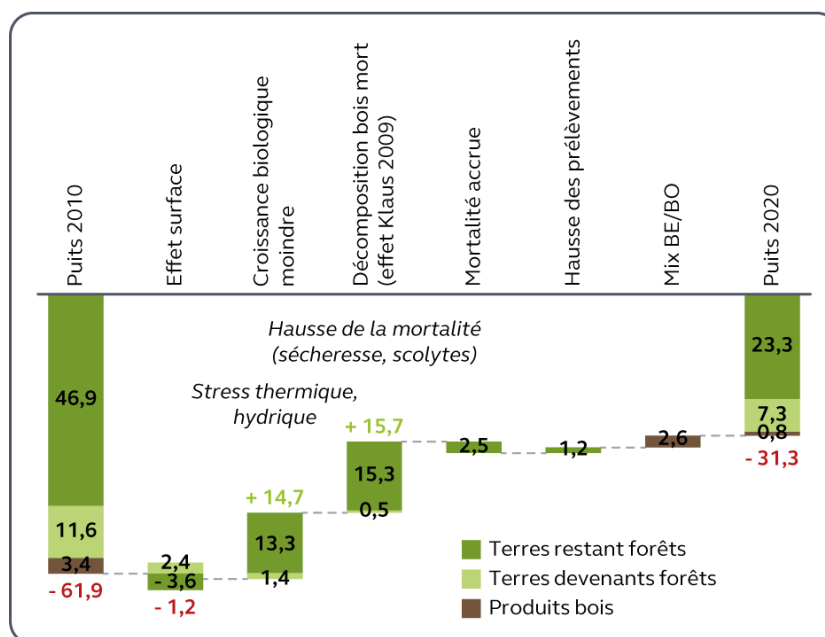 Puits 2010
Effet surface
Croissance biologique
moindre
Décomposition bois mort
(effet Klaus 2009)
Mortalité accrue
Hausse des prélèvements
Mix BE/BO
Puits 2020
Hausse de la mortalité
(sécheresse, scolytes)
Stress thermique,
hydrique
46,9
11,6
3,4
- 61,9
2,4
- 3,6
- 1,2
+ 14,7
13,3
1,4
+ 15,7
15,3
0,5
2,5
1,2
2,6
23,3
7,3
0,8
- 31,3
Terres restant forêts
Terres devenants forêts
Produits bois